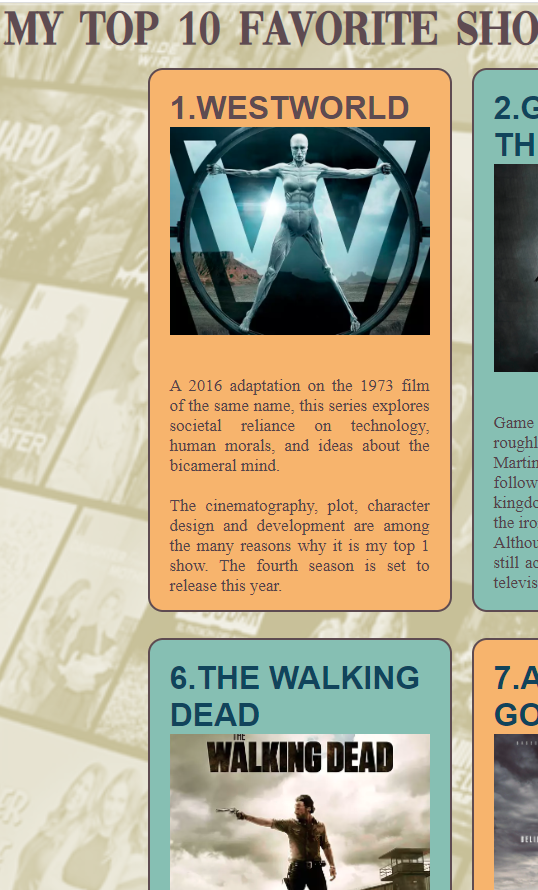 MY TOP 10 FAVORITE SHO
1.WESTWORLD
A 2016 adaptation on the 1973 film
of the same name, this series explores
societal reliance on technology,
human morals, and ideas about the
bicameral mind.
The cinematography, plot, character
design and development are among
the many reasons why it is my top 1
show. The fourth season is set to
release this year.
2.G
TH
Game
roughl
Martin
follow
kingdo
the iro
Althou
still ac
televis
6.THE WALKING
DEAD
THE
WALKING DEAD
7.A
GO
BELIE